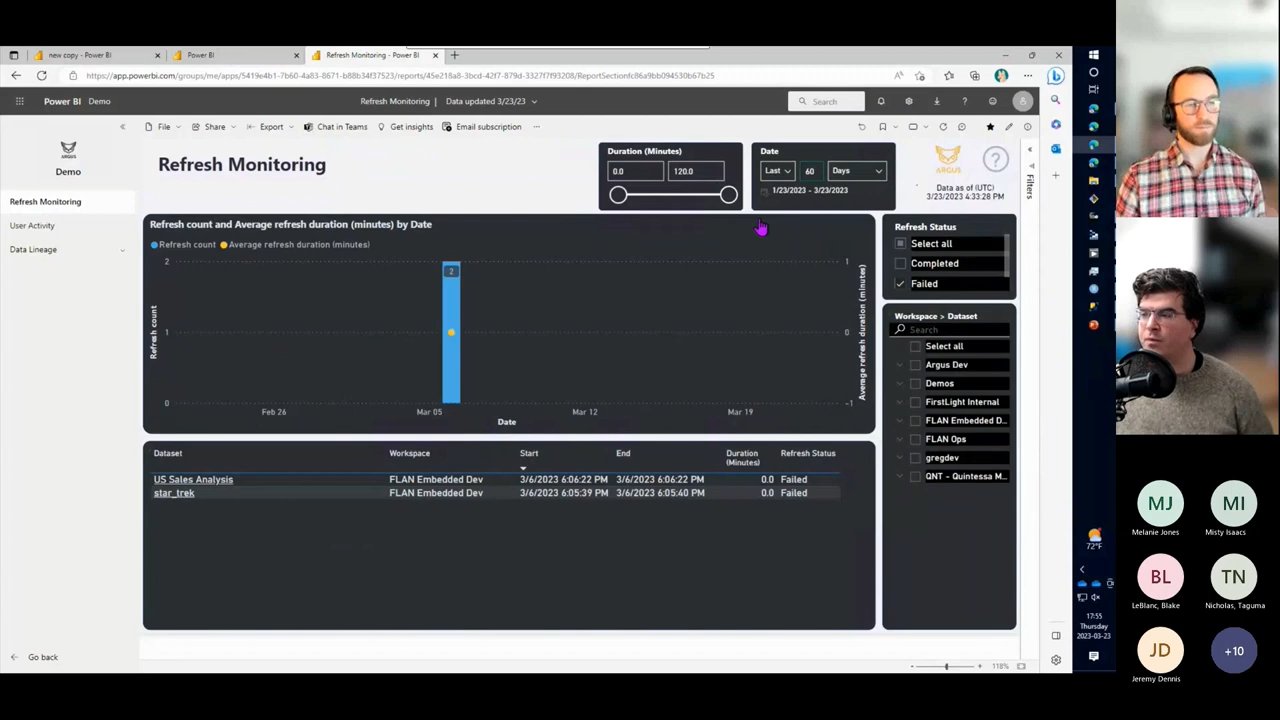 new copy - Power BI
Power BI
Refresh Monitoring - Power BI
https://app.powerbi.com/groups/me/apps/5419e4b1-7b60-4a83-8671-b88b34f37523/reports/45e218a8-3bcd-42f7-879d-3327f7f93208/ReportSectionfc86a9bb094530b67b25
Power BI Demo
Refresh Monitoring | Data updated 3/23/23
Search
File
Share
Export
Chat in Teams
Get insights
Email subscription
ARGUS
Demo
Refresh Monitoring
User Activity
Data Lineage
Go back
Refresh Monitoring
Duration (Minutes)
0.0
120.0
Date
Last
60
Days
1/23/2023 - 3/23/2023
ARGUS
Data as of (UTC)
3/23/2023 4:33:28 PM
Filters
Refresh count and Average refresh duration (minutes) by Date
Refresh count
Average refresh duration (minutes)
Refresh count
2
1
0
2
1
0
-1
Average refresh duration (minutes)
Feb 26
Mar 05
Mar 12
Mar 19
Date
Refresh Status
Select all
Completed
Failed
Workspace > Dataset
Search
Select all
Argus Dev
Demos
FirstLight Internal
FLAN Embedded D...
FLAN Ops
gregdev
QNT - Quintessa M...
Dataset Workspace Start End Duration (Minutes) Refresh Status
US Sales Analysis FLAN Embedded Dev 3/6/2023 6:06:22 PM 3/6/2023 6:06:22 PM 0.0 Failed
star_trek FLAN Embedded Dev 3/6/2023 6:05:39 PM 3/6/2023 6:05:40 PM 0.0 Failed
118%
72°F
17:55
Thursday
2023-03-23
MJ
Melanie Jones
MI
Misty Isaacs
BL
LeBlanc, Blake
TN
Nicholas, Taguma
JD
Jeremy Dennis
+10